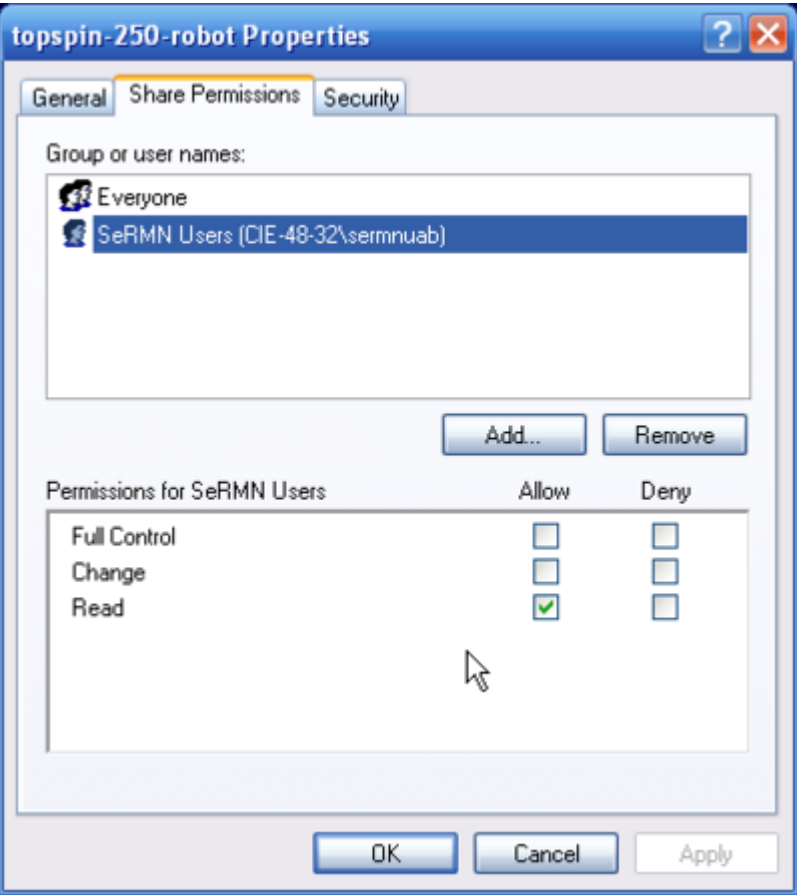 topspin-250-robot Properties
General Share Permissions Security
Group or user names:
Everyone
SeRMN Users (CIE-48-32\sermnuab)
Add... Remove
Permissions for SeRMN Users Allow Deny
Full Control
Change
Read
OK Cancel Apply